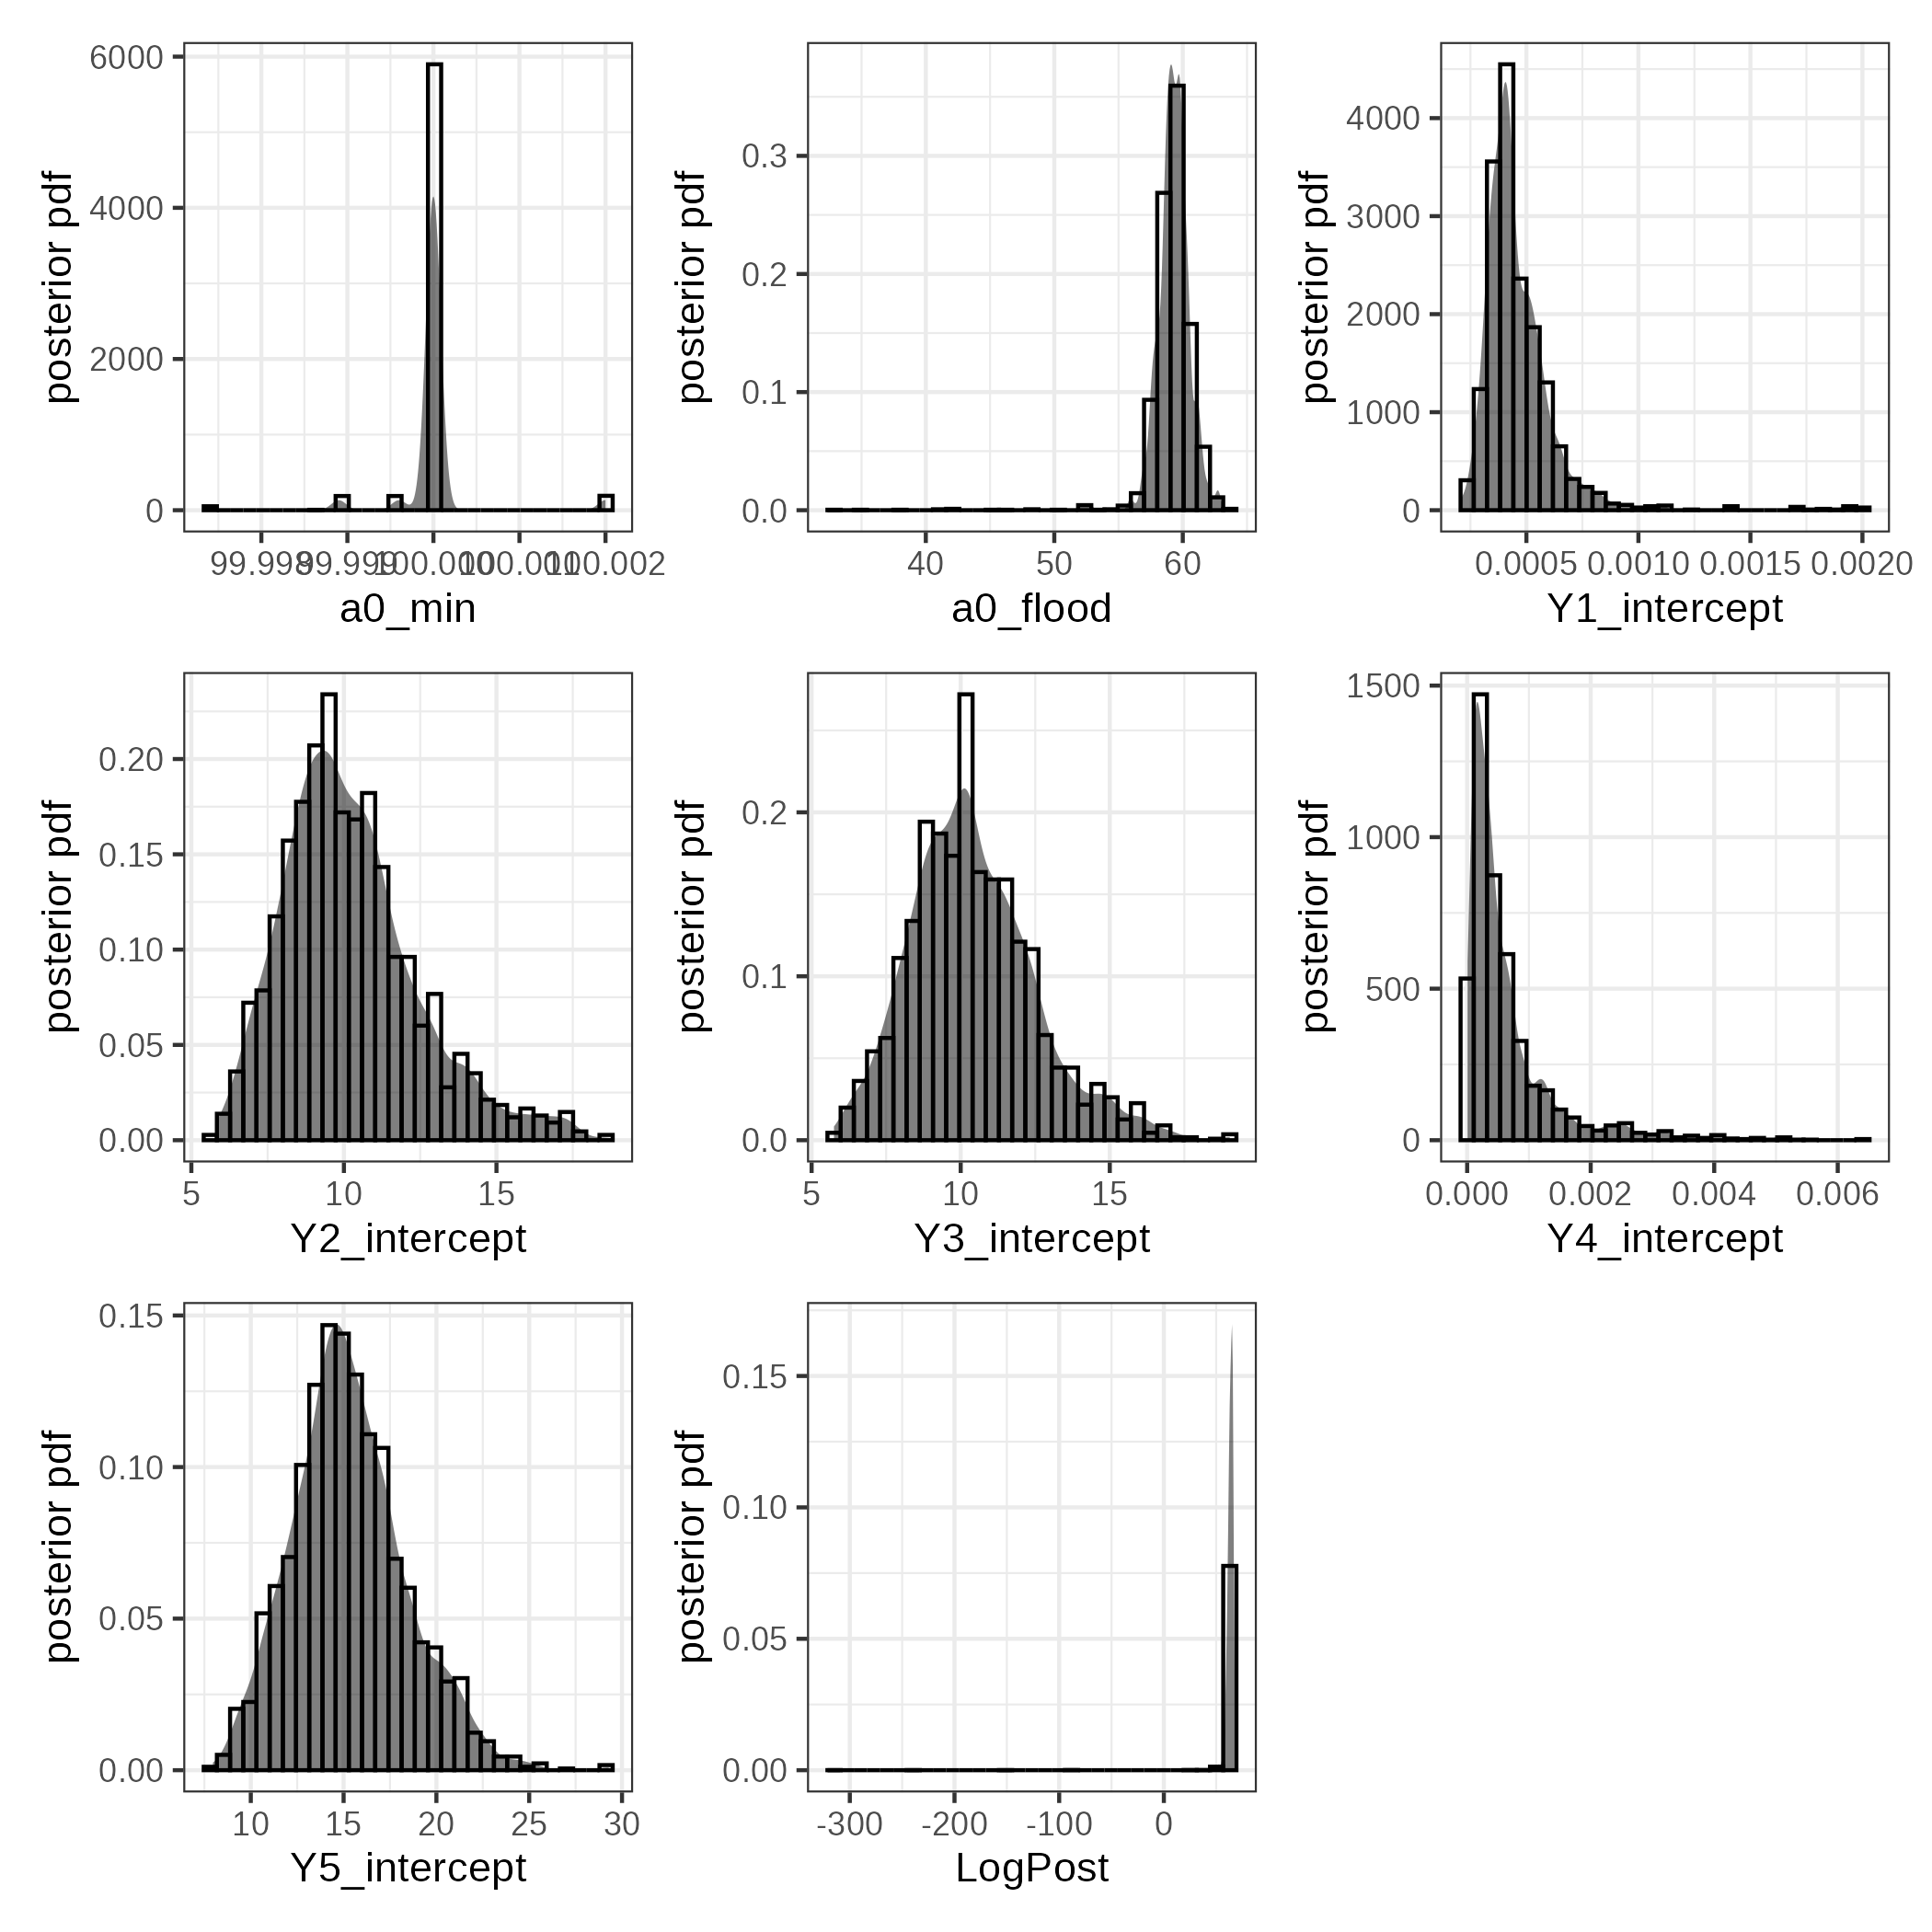 posterior pdf
6000
4000
2000
0
99.998 99.999 100.000 100.001 100.002
a0_min
posterior pdf
0.3
0.2
0.1
0.0
40 50 60
a0_flood
posterior pdf
4000
3000
2000
1000
0
0.0005 0.0010 0.0015 0.0020
Y1_intercept
posterior pdf
0.20
0.15
0.10
0.05
0.00
5 10 15
Y2_intercept
posterior pdf
0.2
0.1
0.0
5 10 15
Y3_intercept
posterior pdf
1500
1000
500
0
0.000 0.002 0.004 0.006
Y4_intercept
posterior pdf
0.15
0.10
0.05
0.00
10 15 20 25 30
Y5_intercept
posterior pdf
0.15
0.10
0.05
0.00
-300 -200 -100 0
LogPost